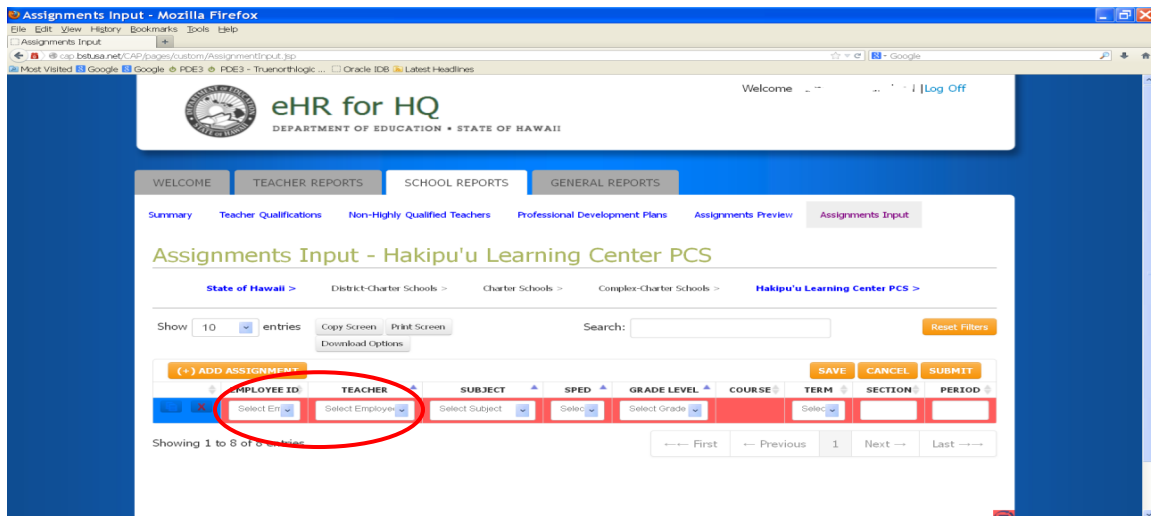 Assignments Input - Mozilla Firefox
File Edit View History Bookmarks Tools Help
Assignments Input +
cap.bstusa.net/CAP/pages/custom/AssignmentInput.jsp Google
Most Visited Google Google PDE3 PDE3 - Truenorthlogic ... Oracle IDB Latest Headlines
Welcome |Log Off
eHR for HQ
DEPARTMENT OF EDUCATION • STATE OF HAWAII
WELCOME TEACHER REPORTS SCHOOL REPORTS GENERAL REPORTS
Summary Teacher Qualifications Non-Highly Qualified Teachers Professional Development Plans Assignments Preview Assignments Input
Assignments Input - Hakipu'u Learning Center PCS
State of Hawaii > District-Charter Schools > Charter Schools > Complex-Charter Schools > Hakipu'u Learning Center PCS >
Show 10 entries Copy Screen Print Screen Search: Reset Filters
Download Options
(+) ADD ASSIGNMENT SAVE CANCEL SUBMIT
EMPLOYEE ID TEACHER SUBJECT SPED GRADE LEVEL COURSE TERM SECTION PERIOD
X Select Em Select Employe Select Subject Selec Select Grade Selec
Showing 1 to 8 of 8 entries ←← First ← Previous 1 Next → Last →→